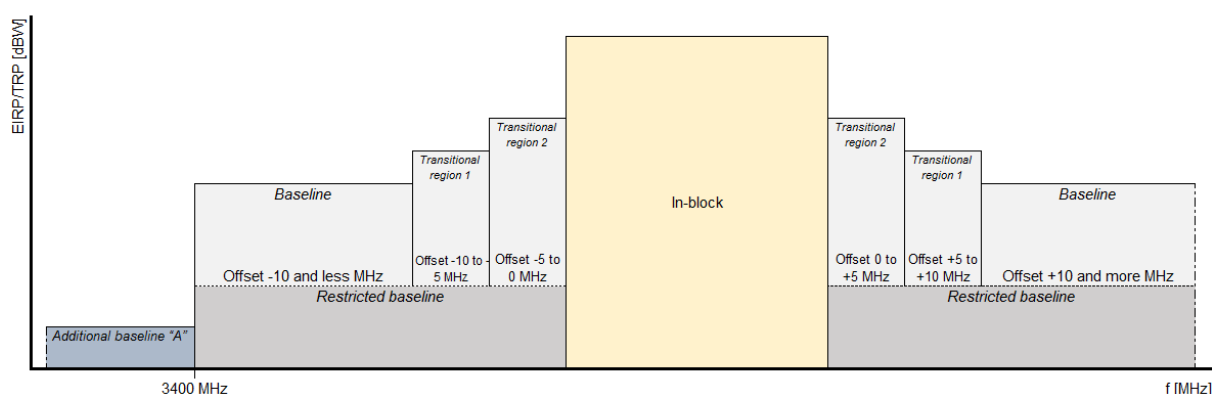 EIRP/TRP [dBW]
Transitional
region 2
Transitional
region 2
Transitional
region 1
Transitional
region 1
Baseline
Baseline
In-block
Offset -10 and less MHz
Offset -10 to -
5 MHz
Offset -5 to
0 MHz
Offset 0 to
+5 MHz
Offset +5 to
+10 MHz
Offset +10 and more MHz
Restricted baseline
Restricted baseline
Additional baseline "A"
3400 MHz
f [MHz]